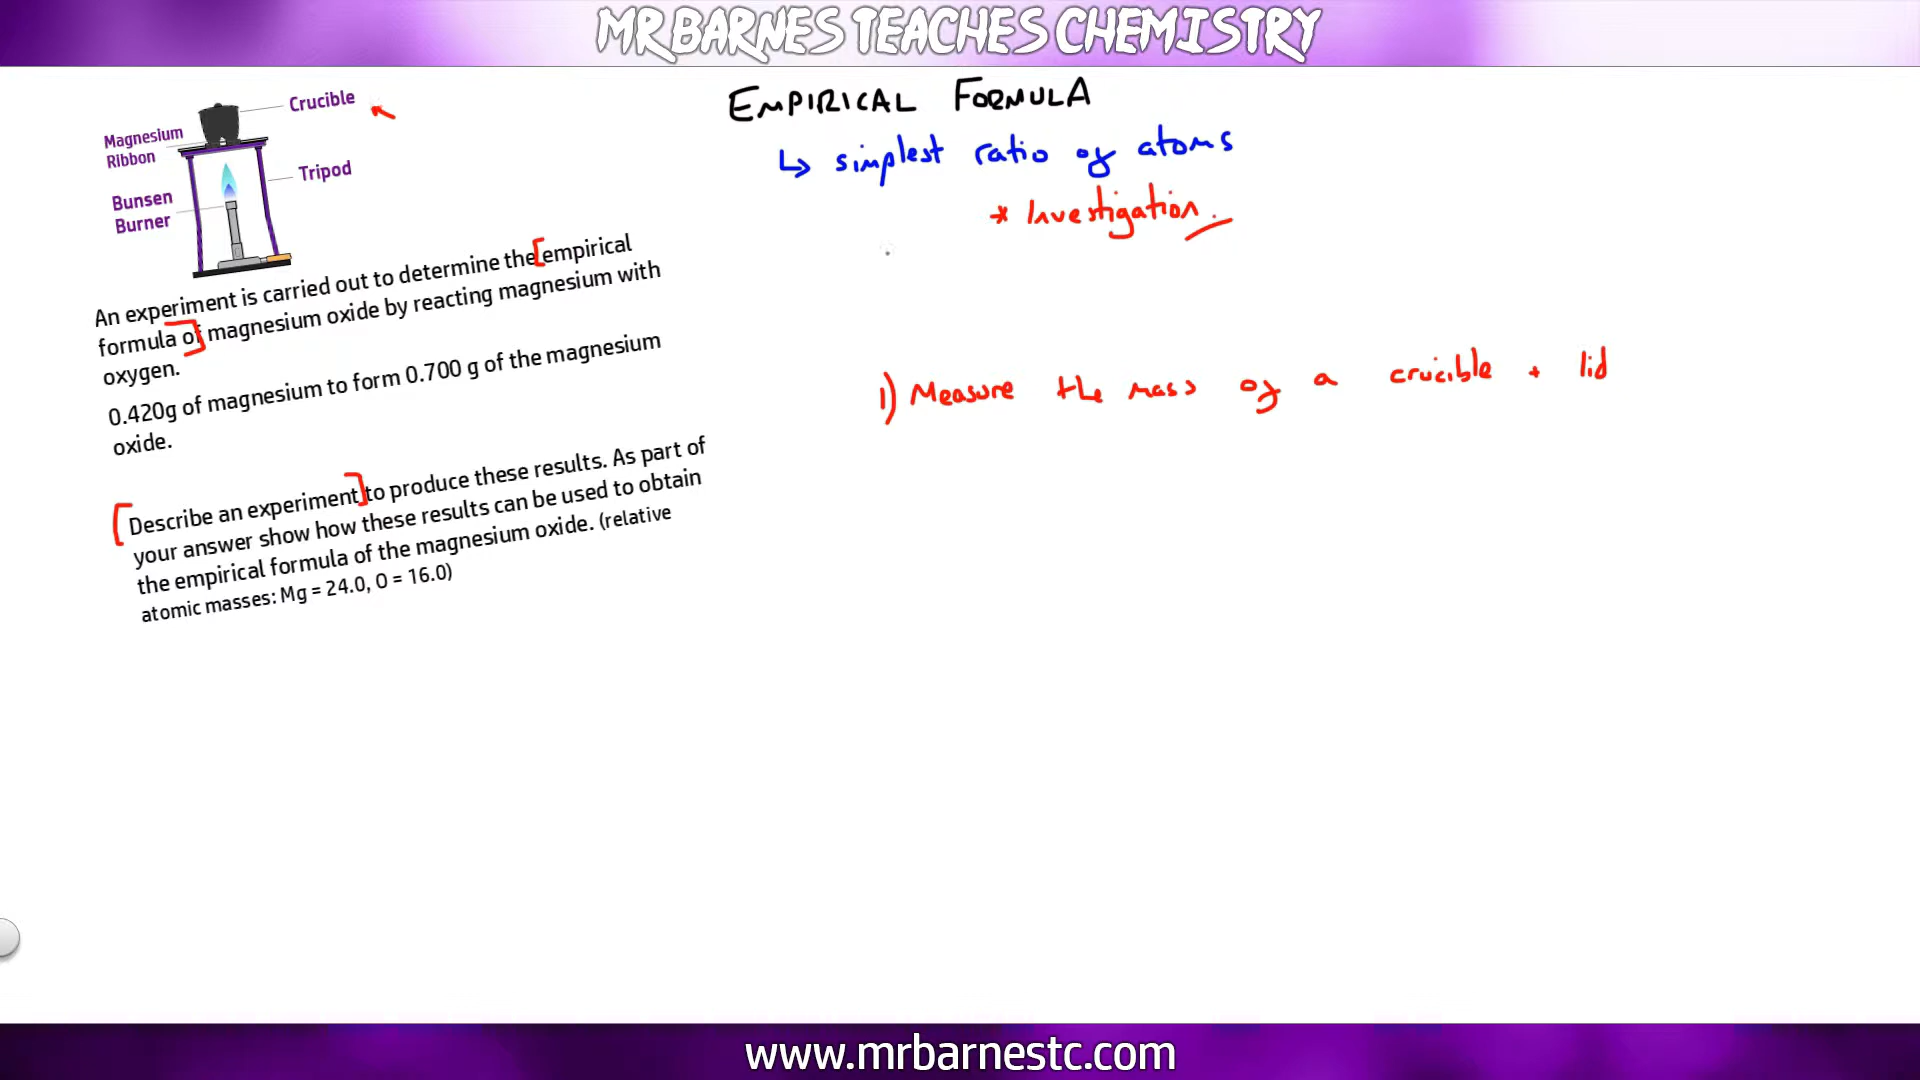 MR BARNES TEACHES CHEMISTRY
Crucible
Magnesium
Ribbon
Tripod
Bunsen
Burner
An experiment is carried out to determine the [empirical
formula of] magnesium oxide by reacting magnesium with
oxygen.
0.420g of magnesium to form 0.700 g of the magnesium
oxide.
[Describe an experiment] to produce these results. As part of
your answer show how these results can be used to obtain
the empirical formula of the magnesium oxide. (relative
atomic masses: Mg = 24.0, O = 16.0)
EMPIRICAL FORMULA
↳ simplest ratio of atoms
* Investigation.
1) Measure the mass of a crucible + lid
www.mrbarnestc.com